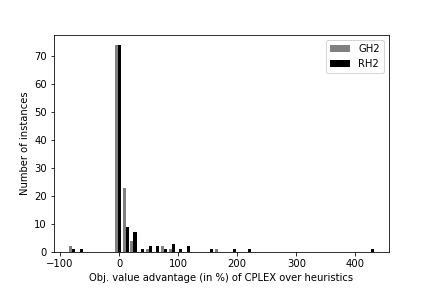 GH2
RH2
Number of instances
70
60
50
40
30
20
10
0
−100 0 100 200 300 400
Obj. value advantage (in %) of CPLEX over heuristics